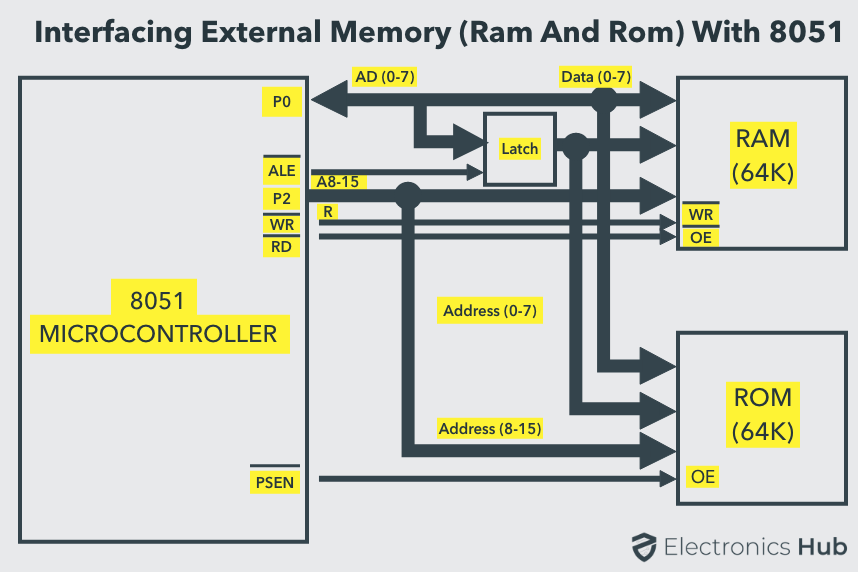 Interfacing External Memory (Ram And Rom) With 8051
AD (0-7)
Data (0-7)
P0
ALE
P2
WR
RD
A8-15
R
Latch
RAM
(64K)
WR
OE
8051
MICROCONTROLLER
Address (0-7)
Address (8-15)
ROM
(64K)
OE
PSEN
Electronics Hub